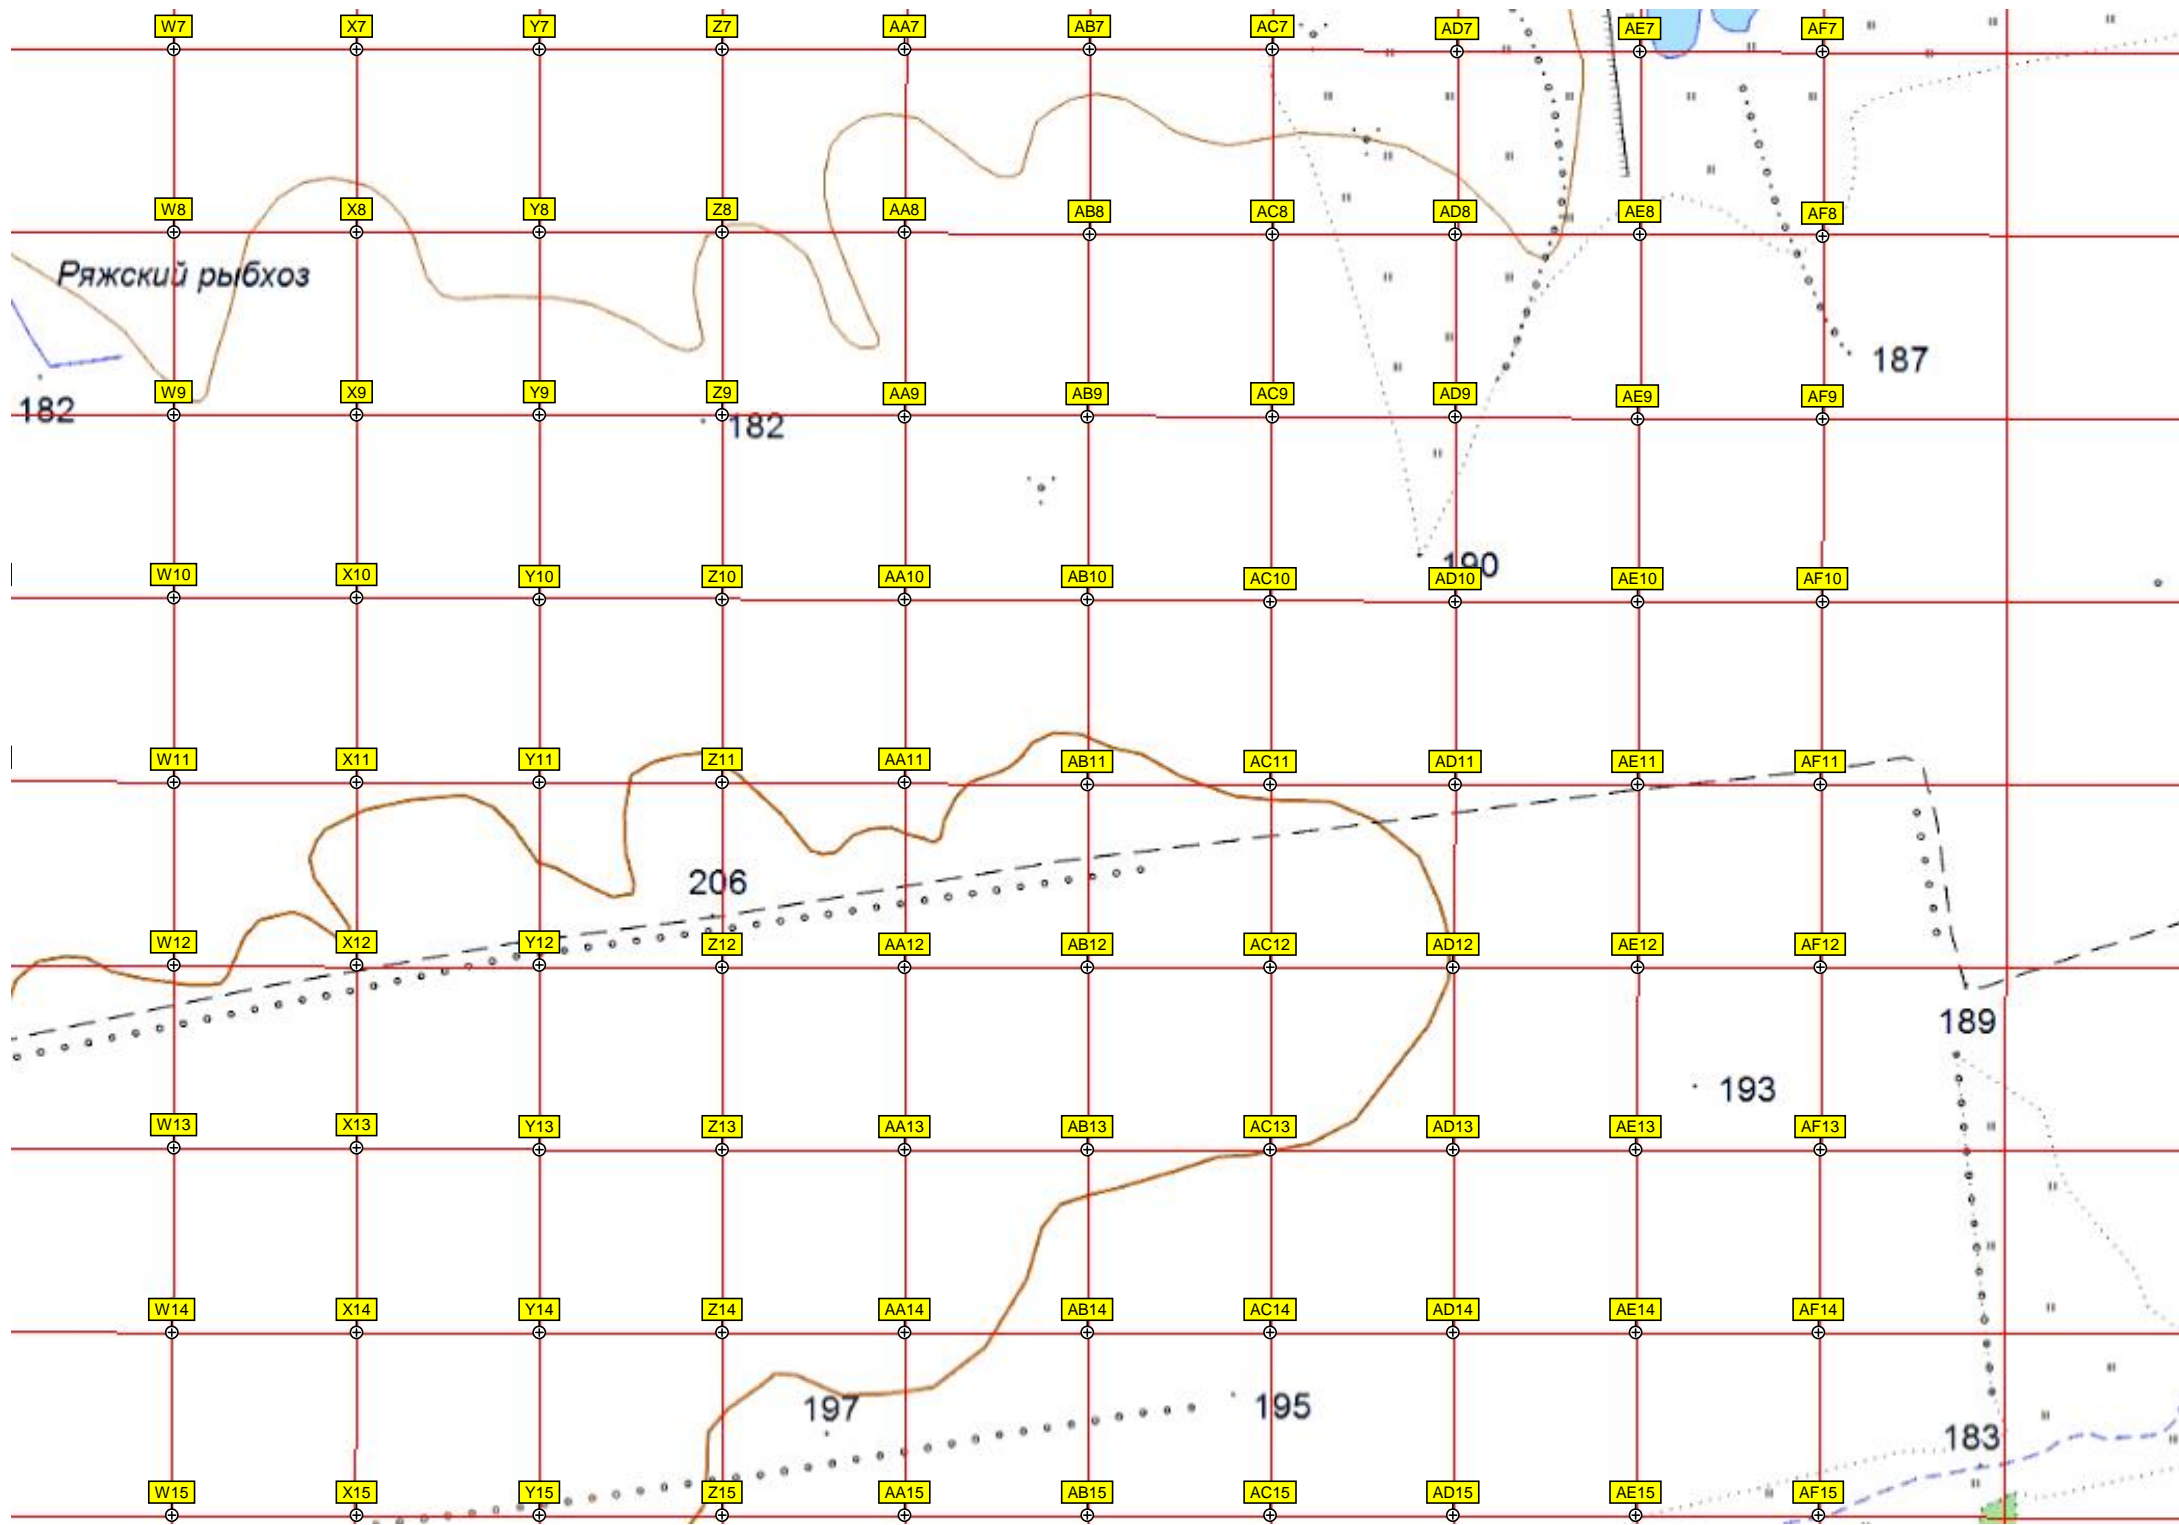 W7 X7 Y7 Z7 AA7 AB7 AC7 AD7 AE7 AF7
W8 X8 Y8 Z8 AA8 AB8 AC8 AD8 AE8 AF8
Ряжский рыбхоз
187
W9 X9 Y9 Z9 AA9 AB9 AC9 AD9 AE9 AF9
182
182
190
W10 X10 Y10 Z10 AA10 AB10 AC10 AD10 AE10 AF10
W11 X11 Y11 Z11 AA11 AB11 AC11 AD11 AE11 AF11
206
W12 X12 Y12 Z12 AA12 AB12 AC12 AD12 AE12 AF12
189
193
W13 X13 Y13 Z13 AA13 AB13 AC13 AD13 AE13 AF13
W14 X14 Y14 Z14 AA14 AB14 AC14 AD14 AE14 AF14
197
195
183
W15 X15 Y15 Z15 AA15 AB15 AC15 AD15 AE15 AF15